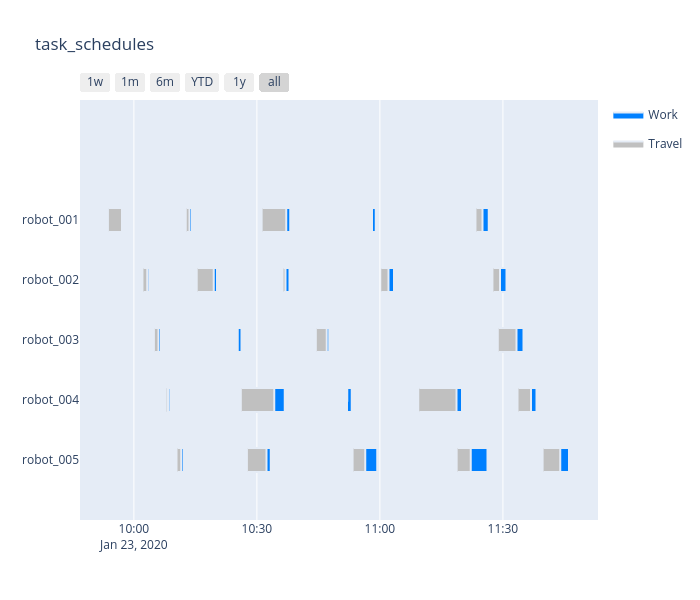 task_schedules
1w 1m 6m YTD 1y all
Work
Travel
robot_001
robot_002
robot_003
robot_004
robot_005
10:00 10:30 11:00 11:30
Jan 23, 2020